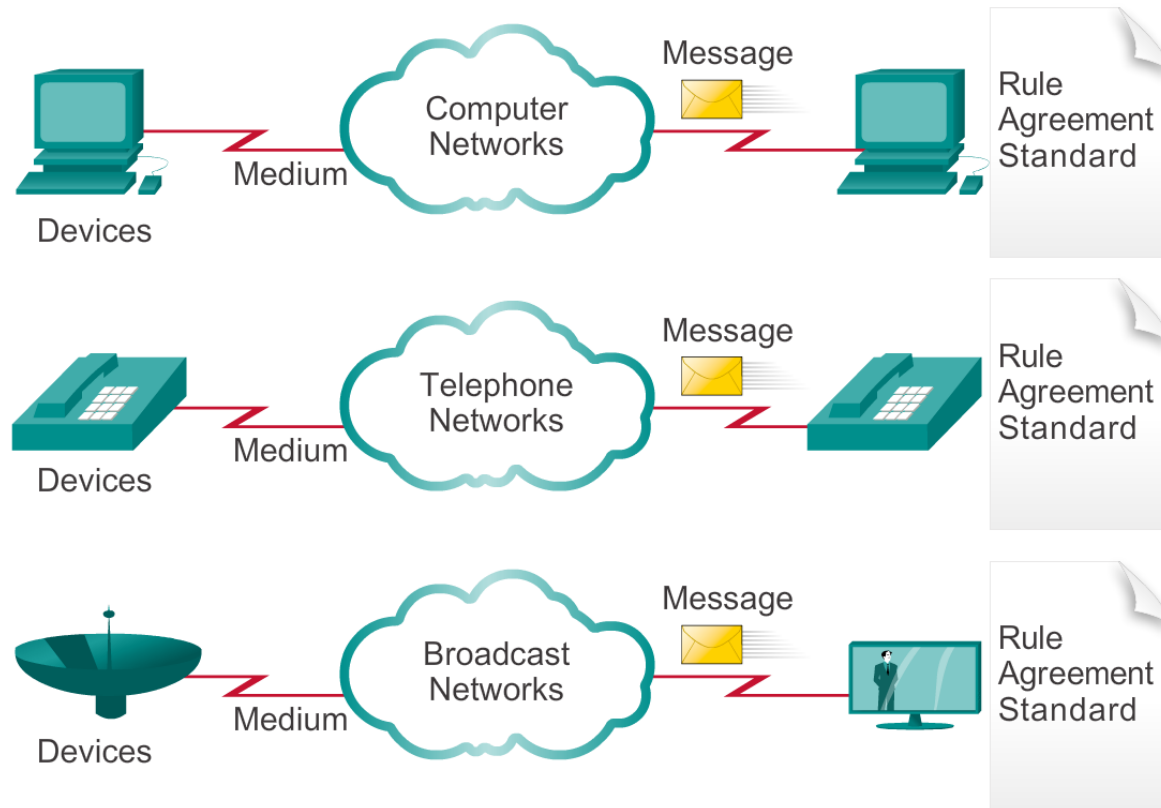 Message
Computer
Networks
Rule
Agreement
Standard
Medium
Devices
Message
Telephone
Networks
Rule
Agreement
Standard
Medium
Devices
Message
Broadcast
Networks
Rule
Agreement
Standard
Medium
Devices